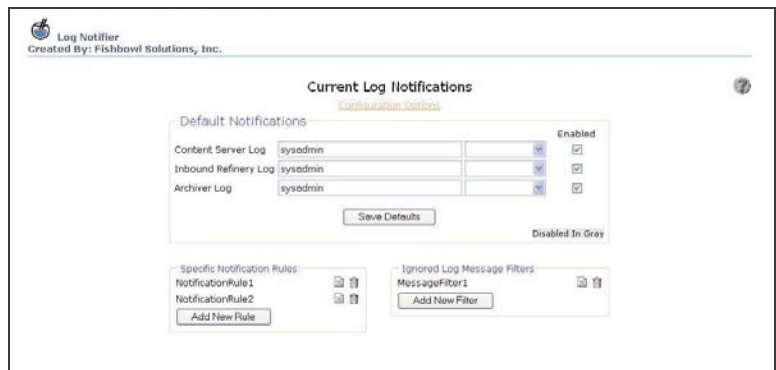 Log Notifier
Created By: Fishbowl Solutions, Inc.
Current Log Notifications
Configuration Options
Default Notifications
Enabled
Content Server Log sysadmin
Inbound Refinery Log sysadmin
Archiver Log sysadmin
Save Defaults
Disabled In Gray
Specific Notification Rules
NotificationRule1
NotificationRule2
Add New Rule
Ignored Log Message Filters
MessageFilter1
Add New Filter